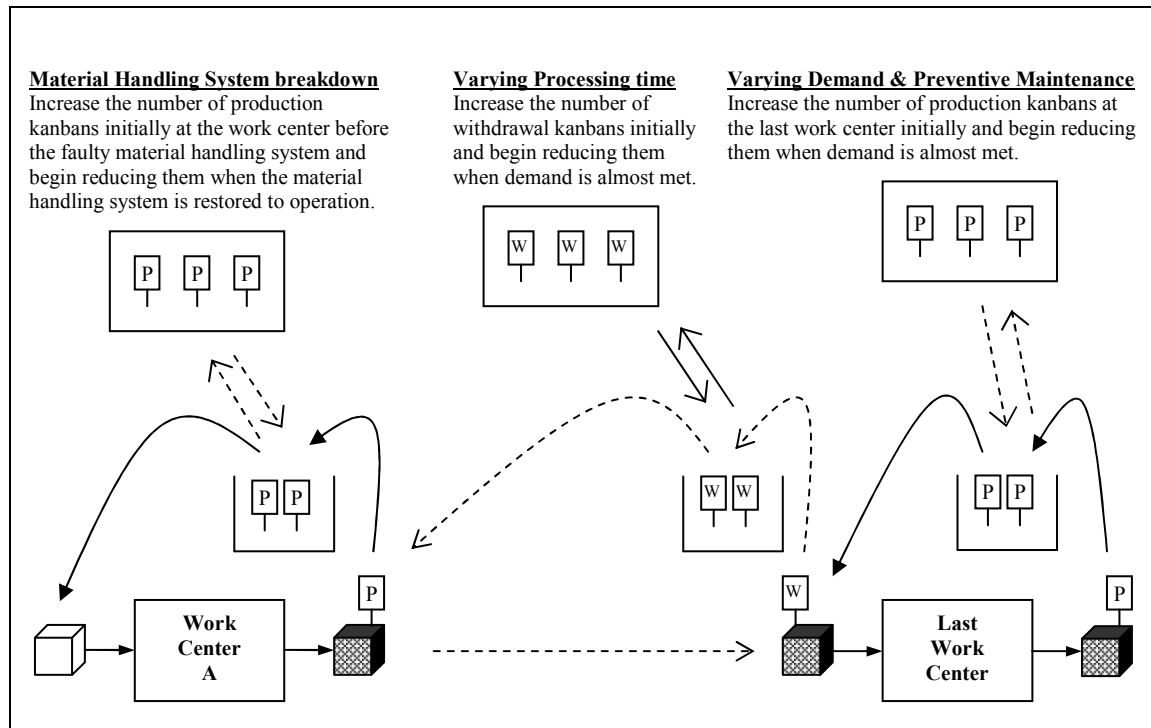 Material Handling System breakdown
Increase the number of production
kanbans initially at the work center before
the faulty material handling system and
begin reducing them when the material
handling system is restored to operation.
Varying Processing time
Increase the number of
withdrawal kanbans initially
and begin reducing them
when demand is almost met.
Varying Demand & Preventive Maintenance
Increase the number of production kanbans at
the last work center initially and begin reducing
them when demand is almost met.
P P P
W W W
P P P
P P
W W
P P
P
W
P
Work
Center
A
Last
Work
Center